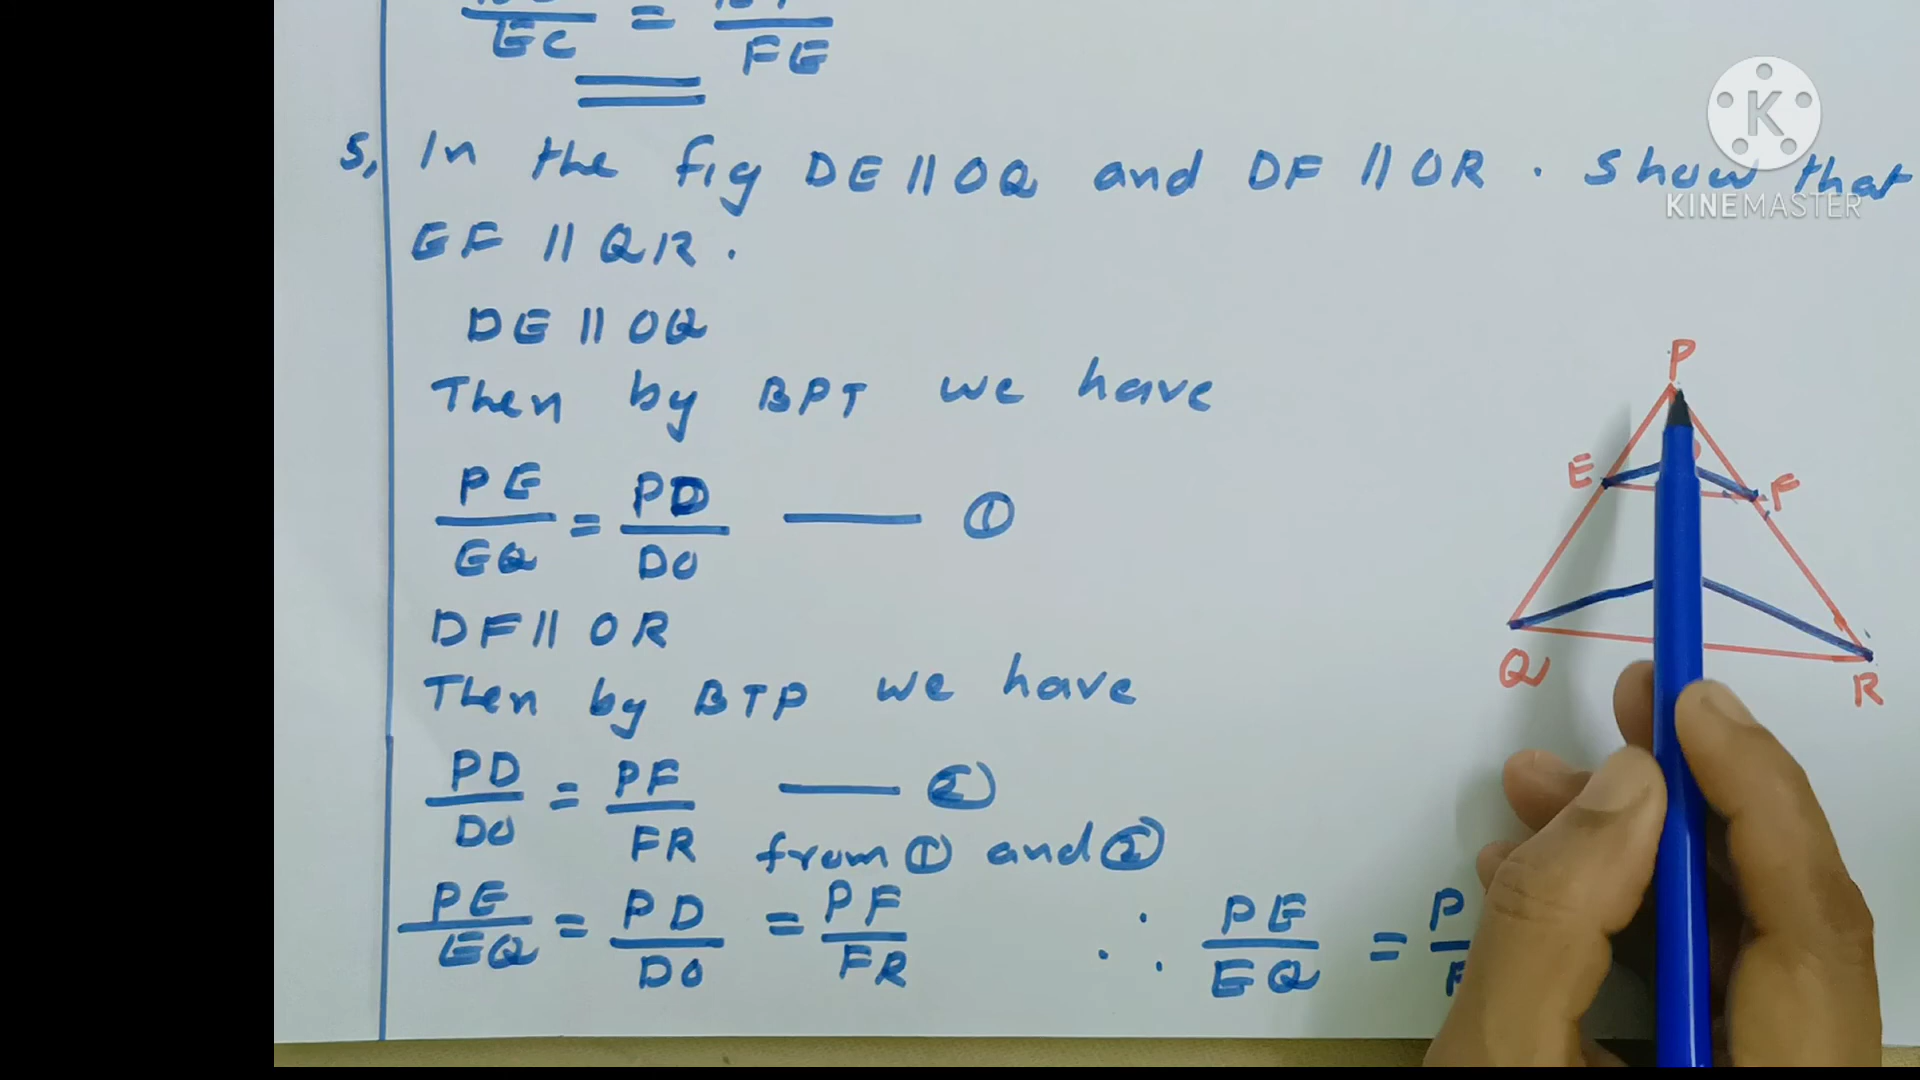 EC = FE
5, In the fig DE || OQ and DF || OR . Show that
EF || QR .
DE || OQ
Then by BPT we have
PE/EQ = PD/DO —— ①
DF || OR
Then by BTP we have
PD/DO = PF/FR —— ②
from ① and ②
PE/EQ = PD/DO = PF/FR ∴ PE/EQ = P
P
E
F
Q
R
K
KINEMASTER